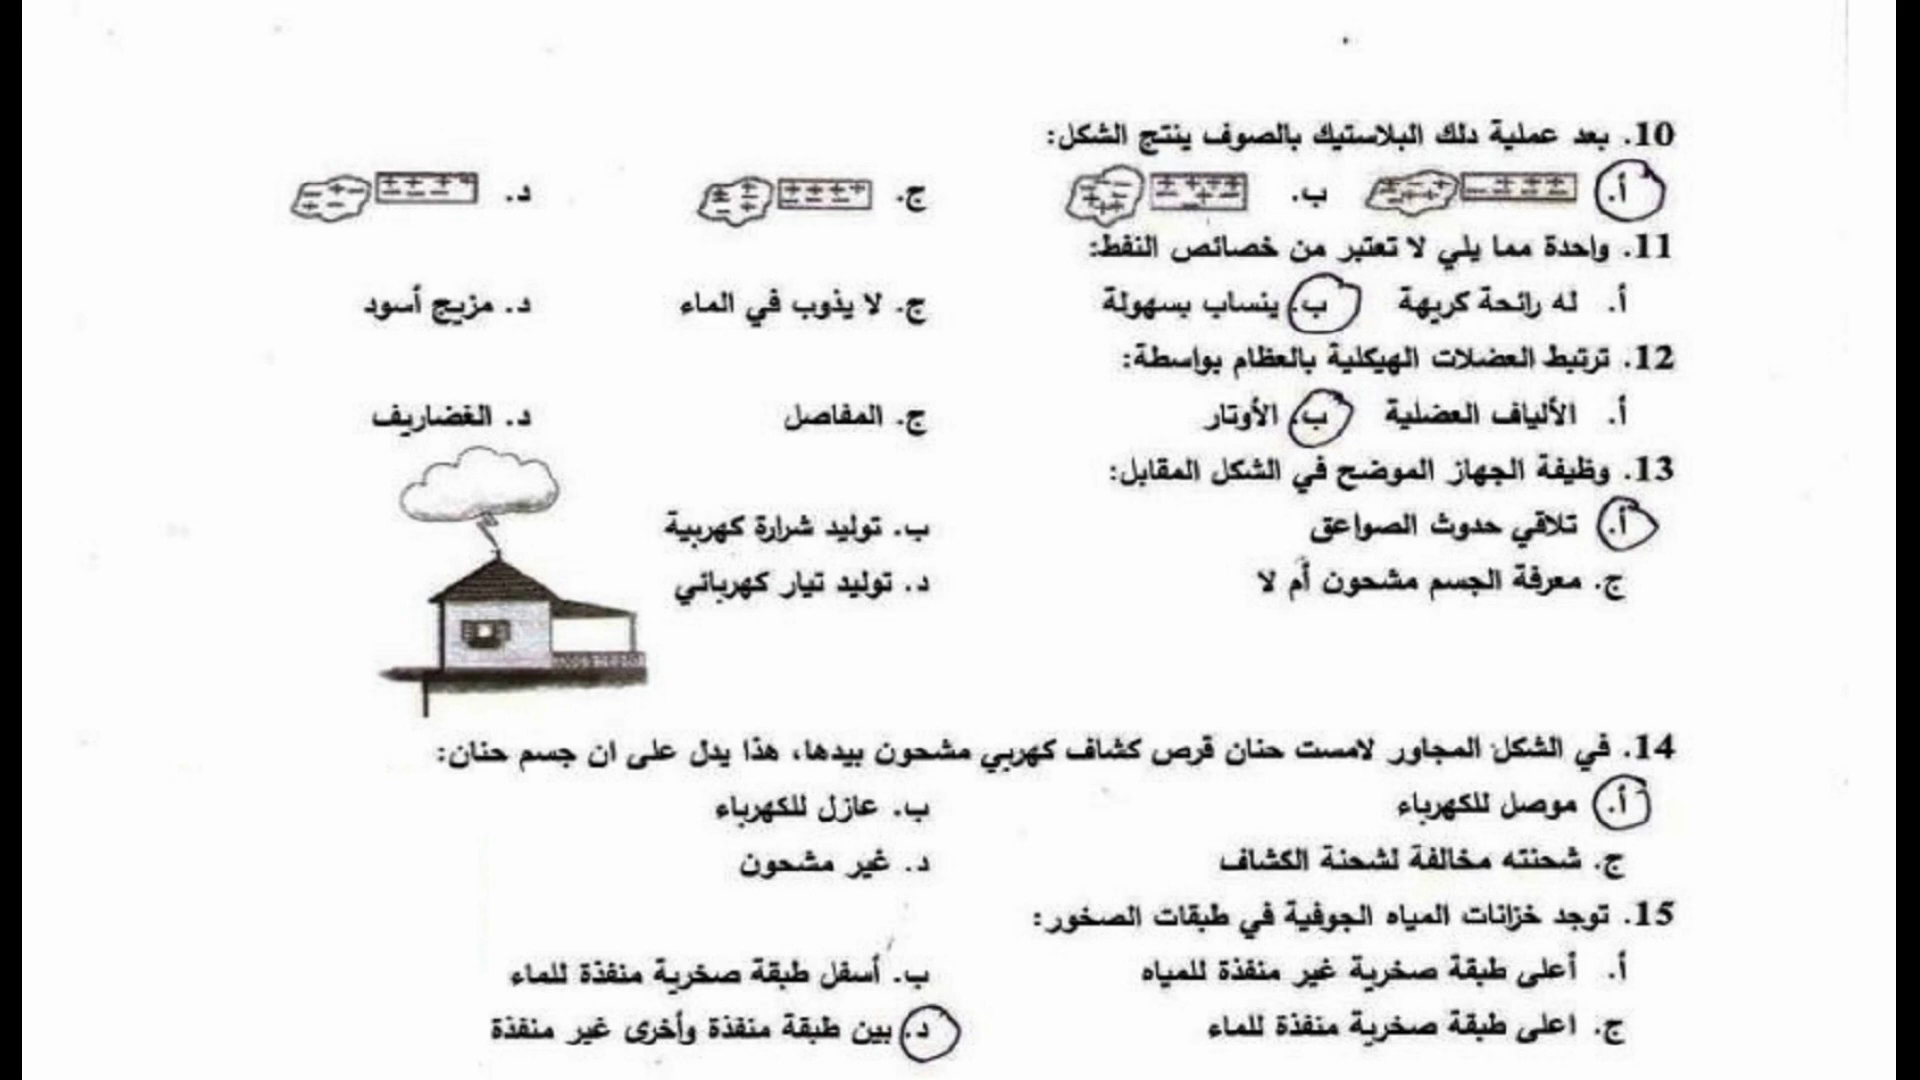 10. بعد عملية دلك البلاستيك بالصوف ينتج الشكل:
أ. ب. ج. د.
11. واحدة مما يلي لا تعتبر من خصائص النفط:
أ. له رائحة كريهة ب. ينساب بسهولة ج. لا يذوب في الماء د. مزيج أسود
12. ترتبط العضلات الهيكلية بالعظام بواسطة:
أ. الألياف العضلية ب. الأوتار ج. المفاصل د. الغضاريف
13. وظيفة الجهاز الموضح في الشكل المقابل:
أ. تلاقي حدوث الصواعق ب. توليد شرارة كهربية
ج. معرفة الجسم مشحون أم لا د. توليد تيار كهربائي
14. في الشكل المجاور لامست حنان قرص كشاف كهربي مشحون بيدها، هذا يدل على ان جسم حنان:
أ. موصل للكهرباء ب. عازل للكهرباء
ج. شحنته مخالفة لشحنة الكشاف د. غير مشحون
15. توجد خزانات المياه الجوفية في طبقات الصخور:
أ. أعلى طبقة صخرية غير منفذة للمياه ب. أسفل طبقة صخرية منفذة للماء
ج. اعلى طبقة صخرية منفذة للماء د. بين طبقة منفذة وأخرى غير منفذة